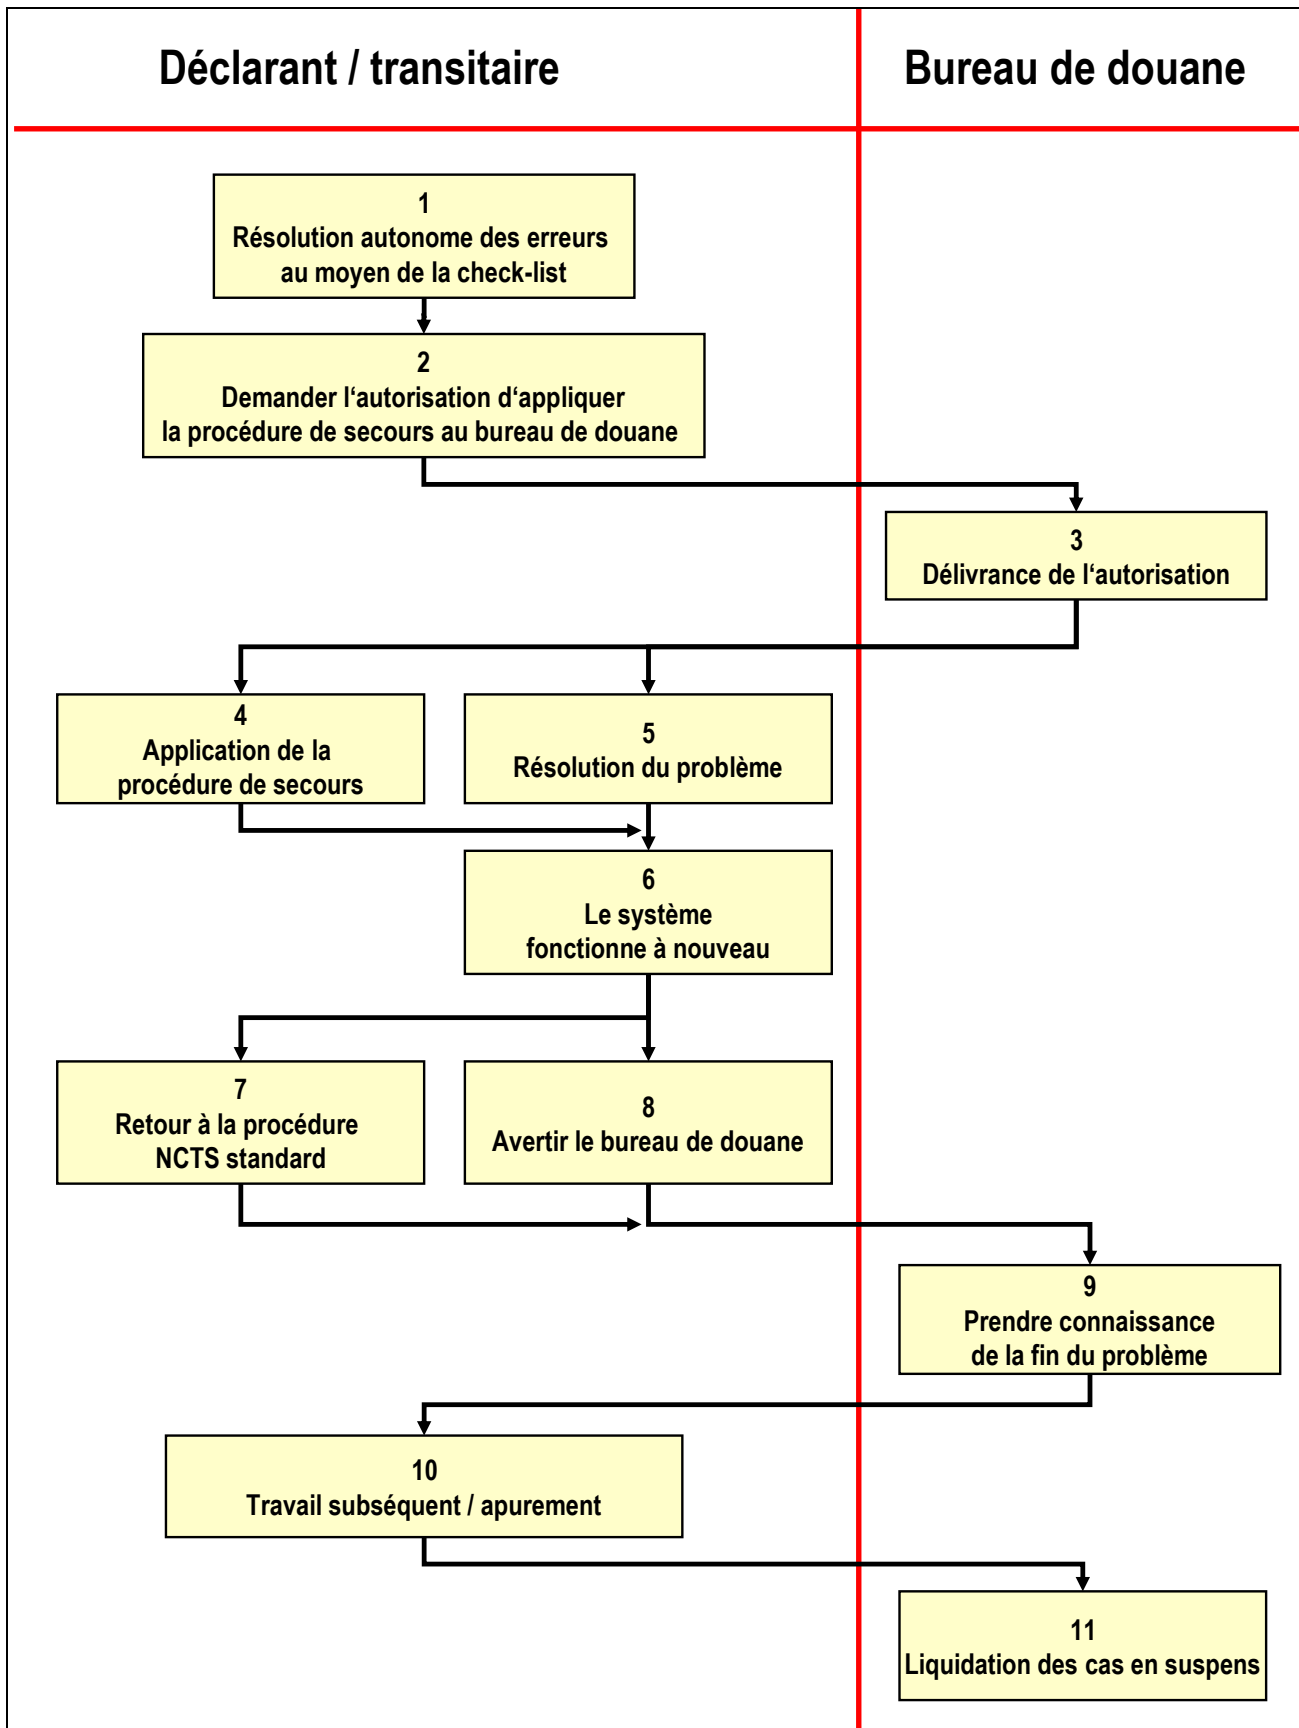 Déclarant / transitaire
Bureau de douane
1
Résolution autonome des erreurs
au moyen de la check-list
2
Demander l‘autorisation d‘appliquer
la procédure de secours au bureau de douane
3
Délivrance de l‘autorisation
4
Application de la
procédure de secours
5
Résolution du problème
6
Le système
fonctionne à nouveau
7
Retour à la procédure
NCTS standard
8
Avertir le bureau de douane
9
Prendre connaissance
de la fin du problème
10
Travail subséquent / apurement
11
Liquidation des cas en suspens